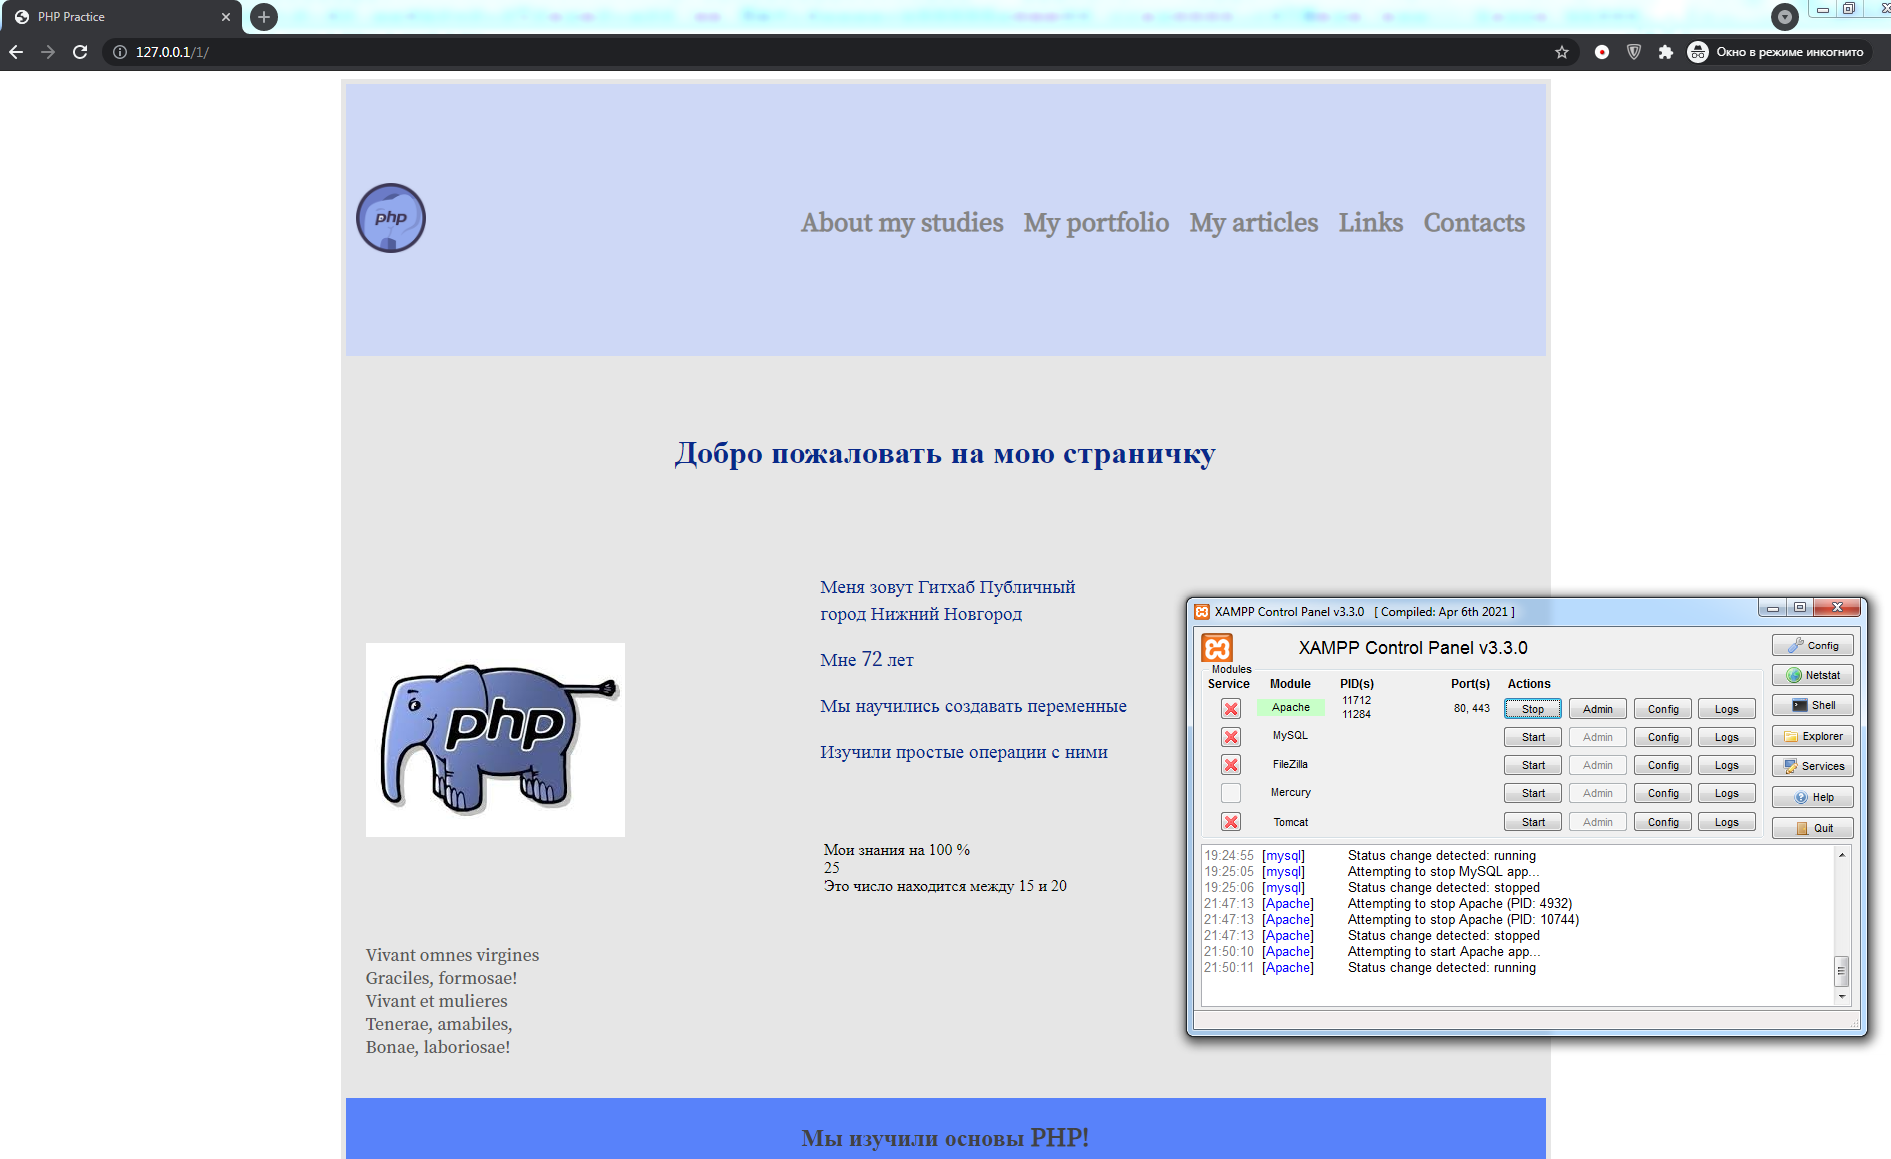 PHP Practice
127.0.0.1/1/
Окно в режиме инкогнито
php
About my studies My portfolio My articles Links Contacts
Добро пожаловать на мою страничку
Меня зовут Гитхаб Публичный
город Нижний Новгород
Мне 72 лет
Мы научились создавать переменные
Изучили простые операции с ними
php
Мои знания на 100 %
25
Это число находится между 15 и 20
Vivant omnes virgines
Graciles, formosae!
Vivant et mulieres
Tenerae, amabiles,
Bonae, laboriosae!
Мы изучили основы PHP!
XAMPP Control Panel v3.3.0 [ Compiled: Apr 6th 2021 ]
XAMPP Control Panel v3.3.0
Modules
Service Module PID(s) Port(s) Actions
Apache 11712 11284 80, 443 Stop Admin Config Logs
MySQL Start Admin Config Logs
FileZilla Start Admin Config Logs
Mercury Start Admin Config Logs
Tomcat Start Admin Config Logs
Config
Netstat
Shell
Explorer
Services
Help
Quit
19:24:55 [mysql] Status change detected: running
19:25:05 [mysql] Attempting to stop MySQL app...
19:25:06 [mysql] Status change detected: stopped
21:47:13 [Apache] Attempting to stop Apache (PID: 4932)
21:47:13 [Apache] Attempting to stop Apache (PID: 10744)
21:47:13 [Apache] Status change detected: stopped
21:50:10 [Apache] Attempting to start Apache app...
21:50:11 [Apache] Status change detected: running